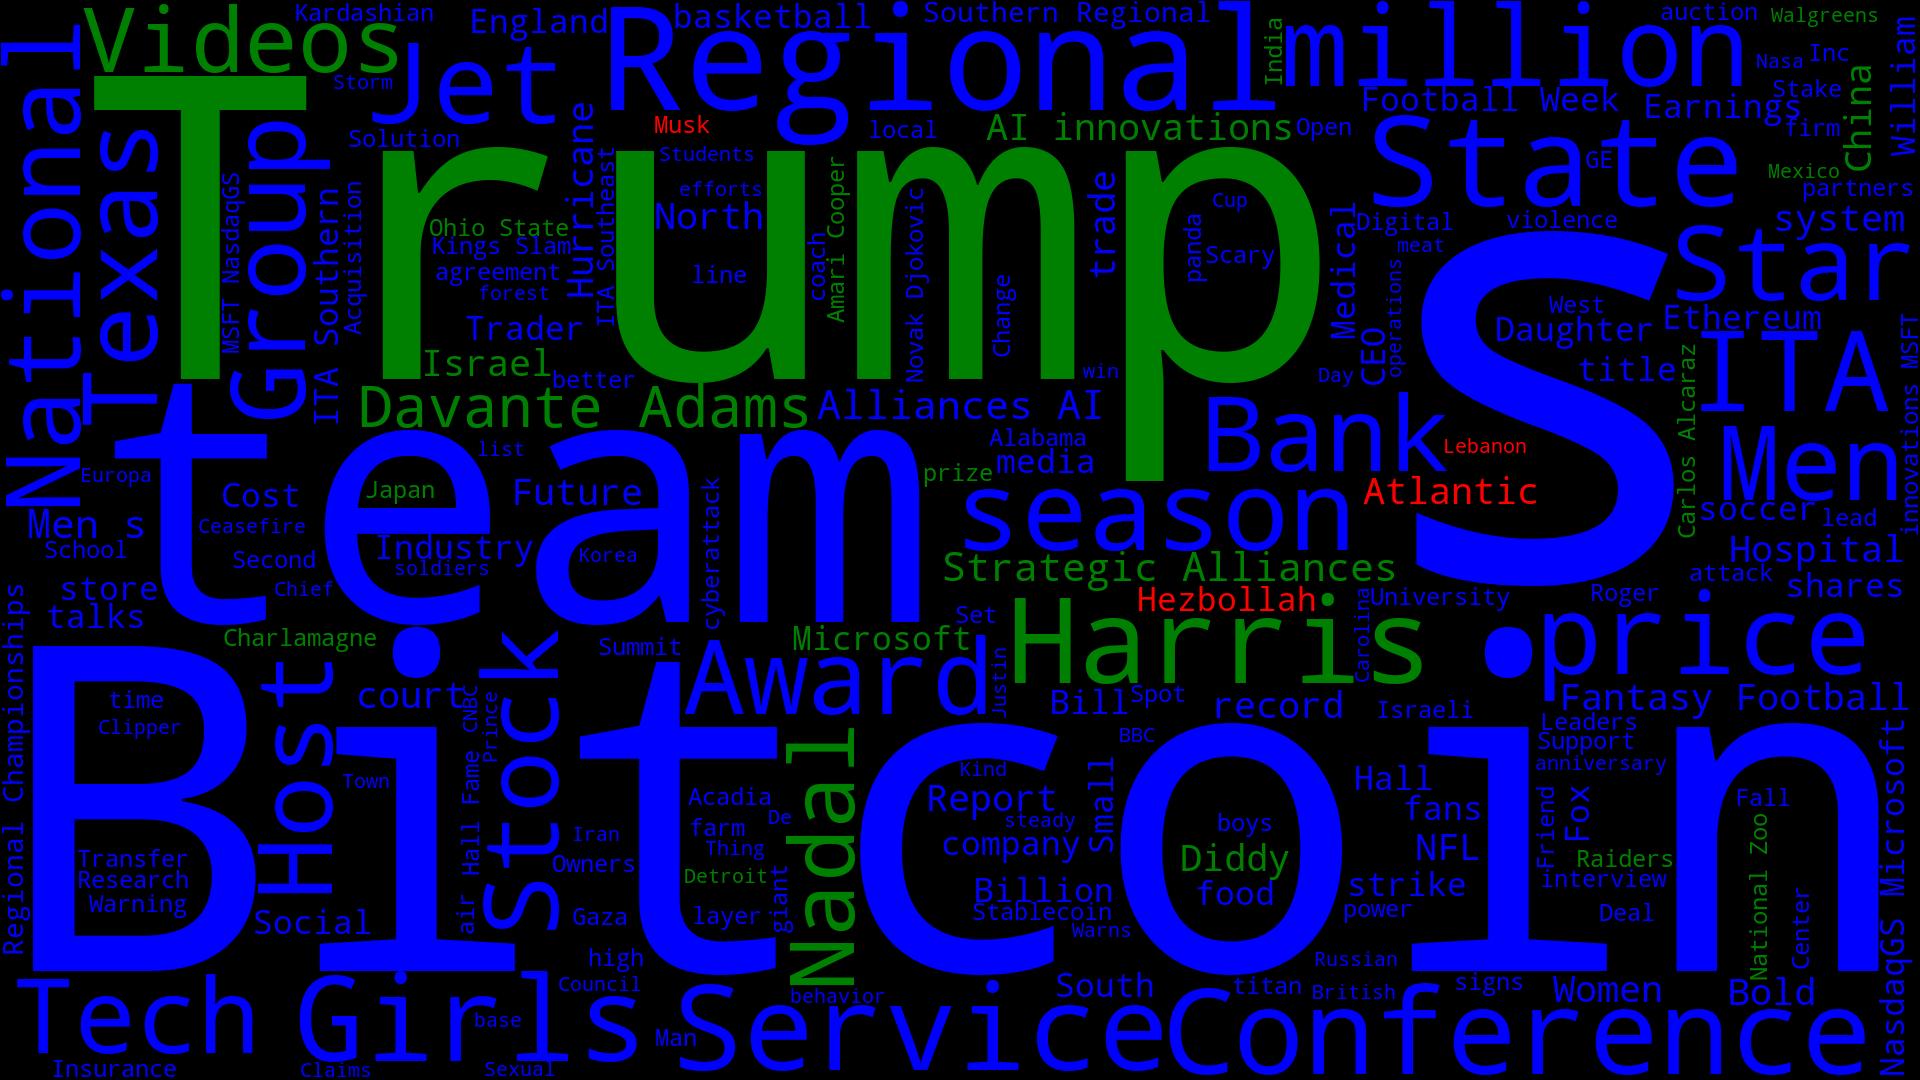 Videos
Kardashian
England
Regional
basketball
Southern Regional
India
million
auction
Walgreens
National
Jet
Storm
Nasa
Inc
William
Trump
Texas
Group
Solution
Hurricane
Musk
local
AI innovations
Open
Football Week
Stake
Earnings
firm
China
State
GE
Mexico
partners
Students
efforts
North
line
Ohio State
Kings Slam
agreement
forest
Trader
Israel
better
MSFT NasdaqGS
ITA Southern
Acquisition
ITA Southeast
coach
Amari Cooper
Novak Djokovic
Change
trade
win
panda
Cup
Scary
Medical
Day
CEO
Digital
meat
operations
violence
system
Star
s
West
Daughter
title
Ethereum
ITA
innovations MSFT
Carlos Alcaraz
Davante Adams
Alliances AI
Bank
Lebanon
Alabama
media
prize
season
Atlantic
Men
soccer
lead
Hospital
attack
shares
team
Europa
Men s
School
store
talks
Cost
Ceasefire
Second
Chief
Japan
list
Future
Industry
soldiers
Korea
cyberattack
Strategic Alliances
Hezbollah
Harris
Set
Carolina
University
Roger
price
Charlamagne
Summit
Microsoft
Award
Justin
Bill
Spot
record
Israeli
Fantasy Football
Regional Championships
Bitcoin
time
Clipper
Transfer
Research
Warning
Host
court
Town
Social
air Hall Fame CNBC
Prince
Stock
Iran
Owners
Gaza
high
Council
Acadia
De
farm
Thing
Detroit
layer
giant
Nadal
Kind
Report
steady
company
Billion
Stablecoin
Warns
Small
BBC
boys
Diddy
food
Hall
fans
NFL
strike
power
Russian
Leaders
Support
anniversary
Friend
Fox
Raiders
interview
Deal
Fall
National Zoo
Center
NasdaqGS Microsoft
Tech
Girls
base
Insurance
Claims
Sexual
Man
behavior
Service
South
titan
British
signs
Women
Bold
Conference